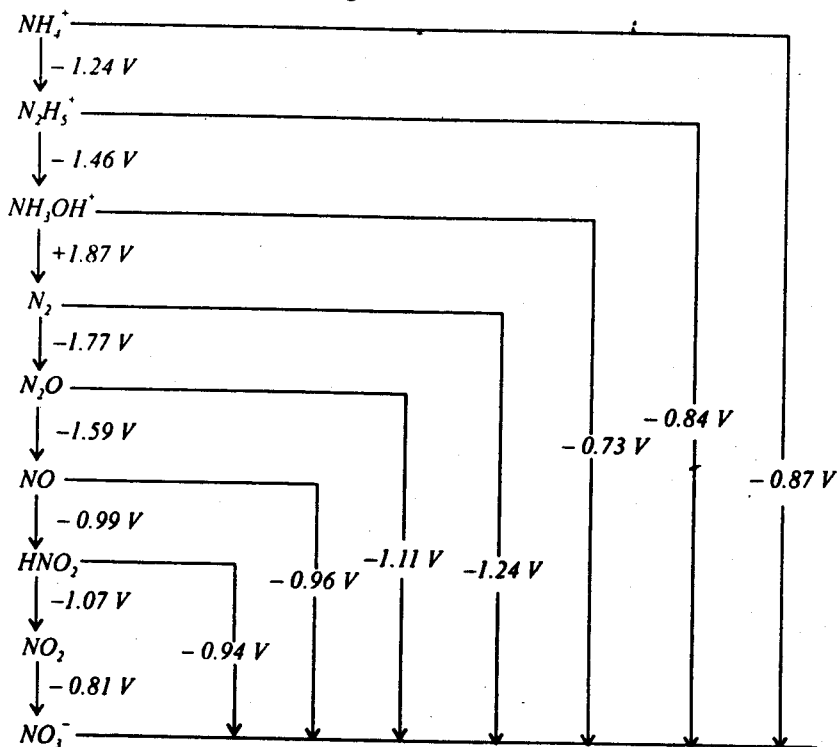 NH₄⁺
– 1.24 V
N₂H₅⁺
– 1.46 V
NH₃OH⁺
+1.87 V
N₂
–1.77 V
N₂O
–1.59 V
– 0.84 V
– 0.73 V
– 0.87 V
NO
– 0.99 V
HNO₂
–1.11 V
–1.24 V
– 0.96 V
–1.07 V
NO₂
– 0.94 V
– 0.81 V
NO₃⁻